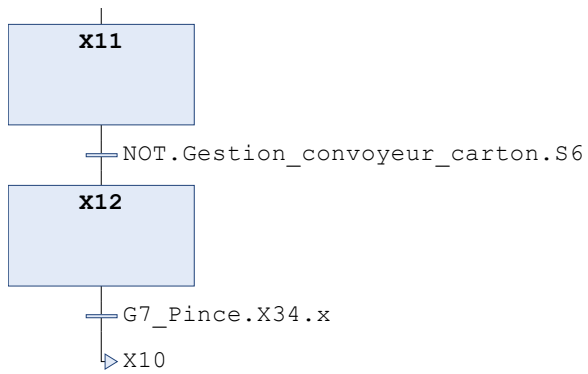 X11
NOT.Gestion_convoyeur_carton.S6
X12
G7_Pince.X34.x
X10